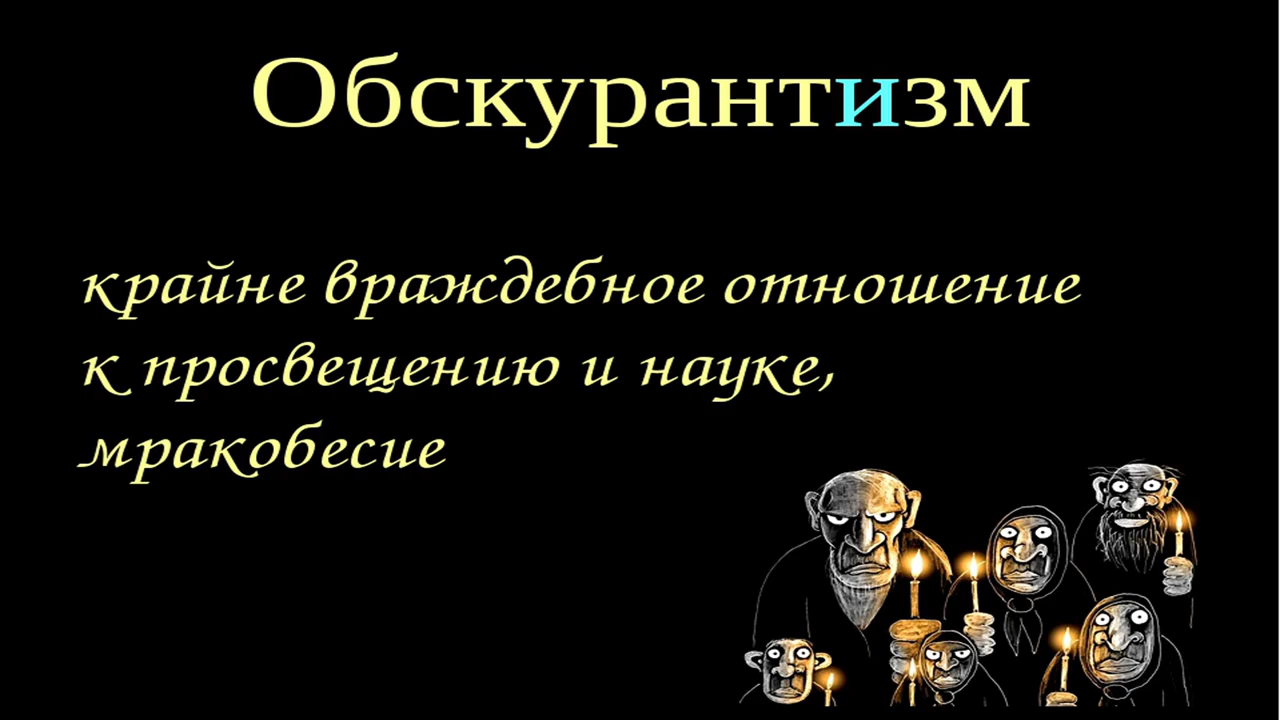 Обскурантизм
крайне враждебное отношение
к просвещению и науке,
мракобесие